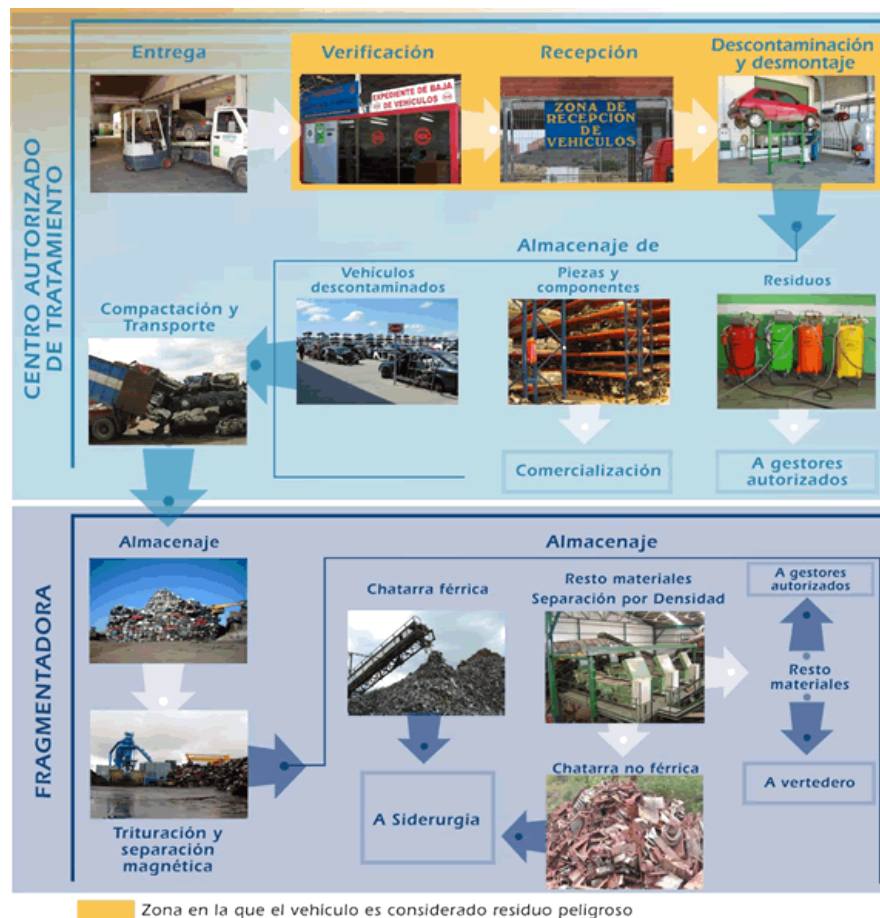 CENTRO AUTORIZADO
DE TRATAMIENTO
Entrega
Verificación
Recepción
Descontaminación
y desmontaje
EXPEDIENTE DE BAJA
DE VEHÍCULOS
ZONA DE
RECEPCIÓN
DE
VEHICULOS
Almacenaje de
Vehículos
descontaminados
Piezas y
componentes
Residuos
Compactación y
Transporte
Comercialización
A gestores
autorizados
FRAGMENTADORA
Almacenaje
Almacenaje
Chatarra férrica
Resto materiales
Separación por Densidad
A gestores
autorizados
Resto
materiales
A vertedero
Chatarra no férrica
A Siderurgia
Trituración y
separación
magnética
Zona en la que el vehículo es considerado residuo peligroso